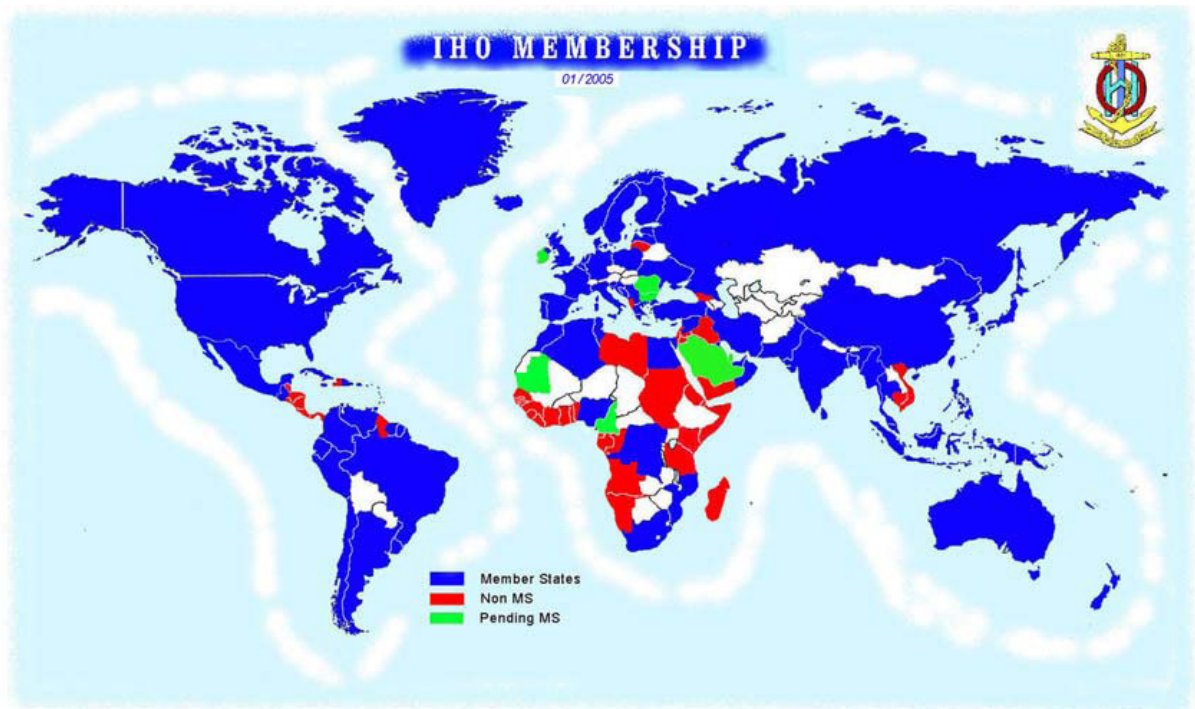 IHO MEMBERSHIP
01/2005
Member States
Non MS
Pending MS